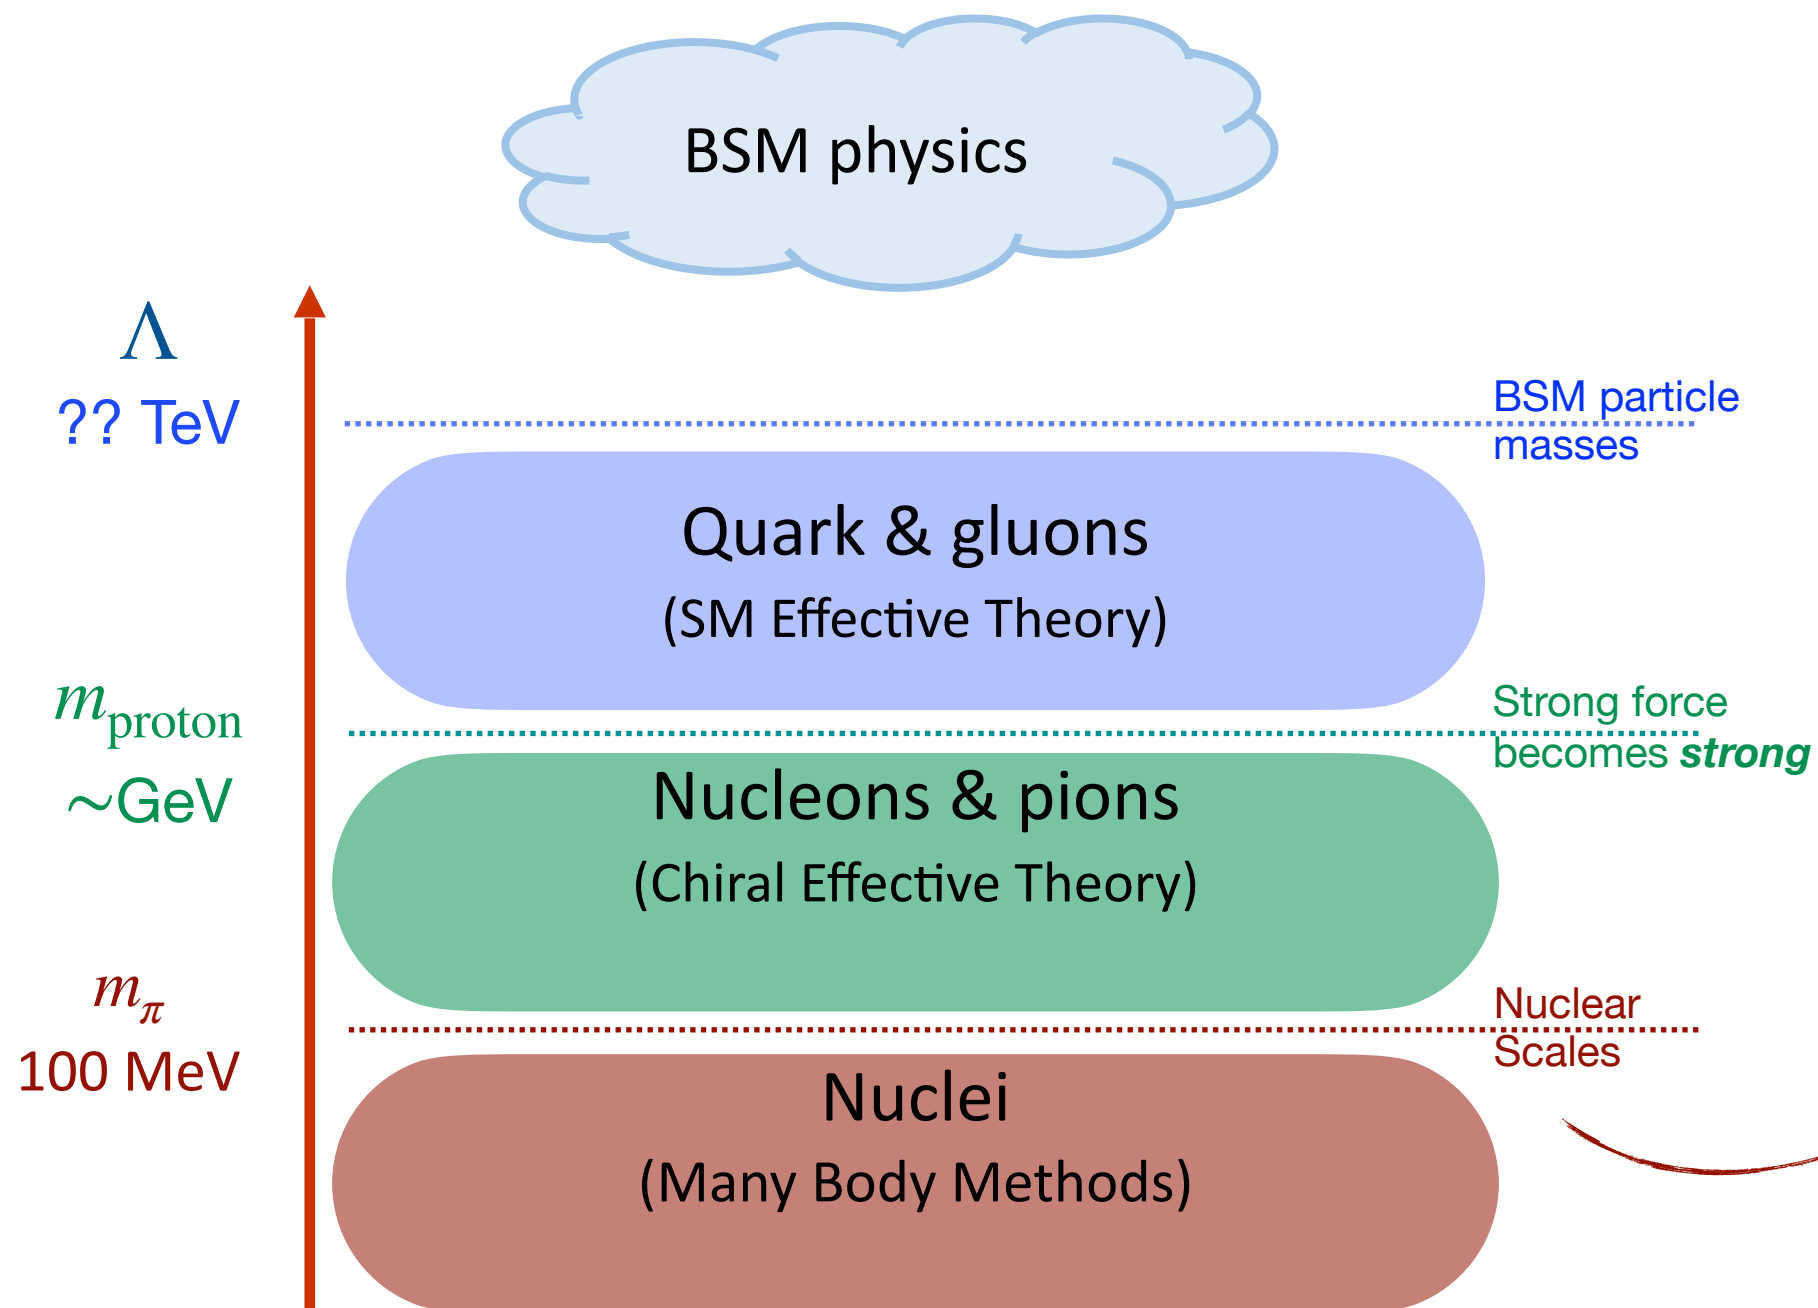 BSM physics
Λ
?? TeV
BSM particle
masses
Quark & gluons
(SM Effective Theory)
m_proton
~GeV
Strong force
becomes strong
Nucleons & pions
(Chiral Effective Theory)
m_π
100 MeV
Nuclear
Scales
Nuclei
(Many Body Methods)